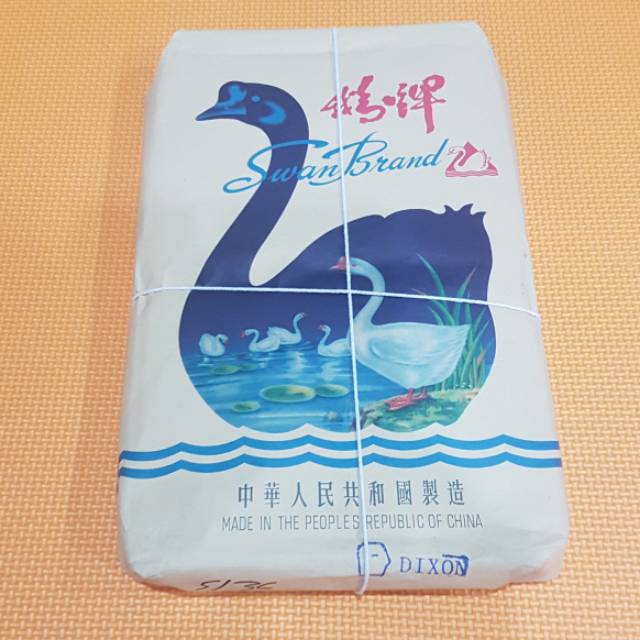 鹅牌
Swan Brand
中華人民共和國製造
MADE IN THE PEOPLE'S REPUBLIC OF CHINA
DIXON